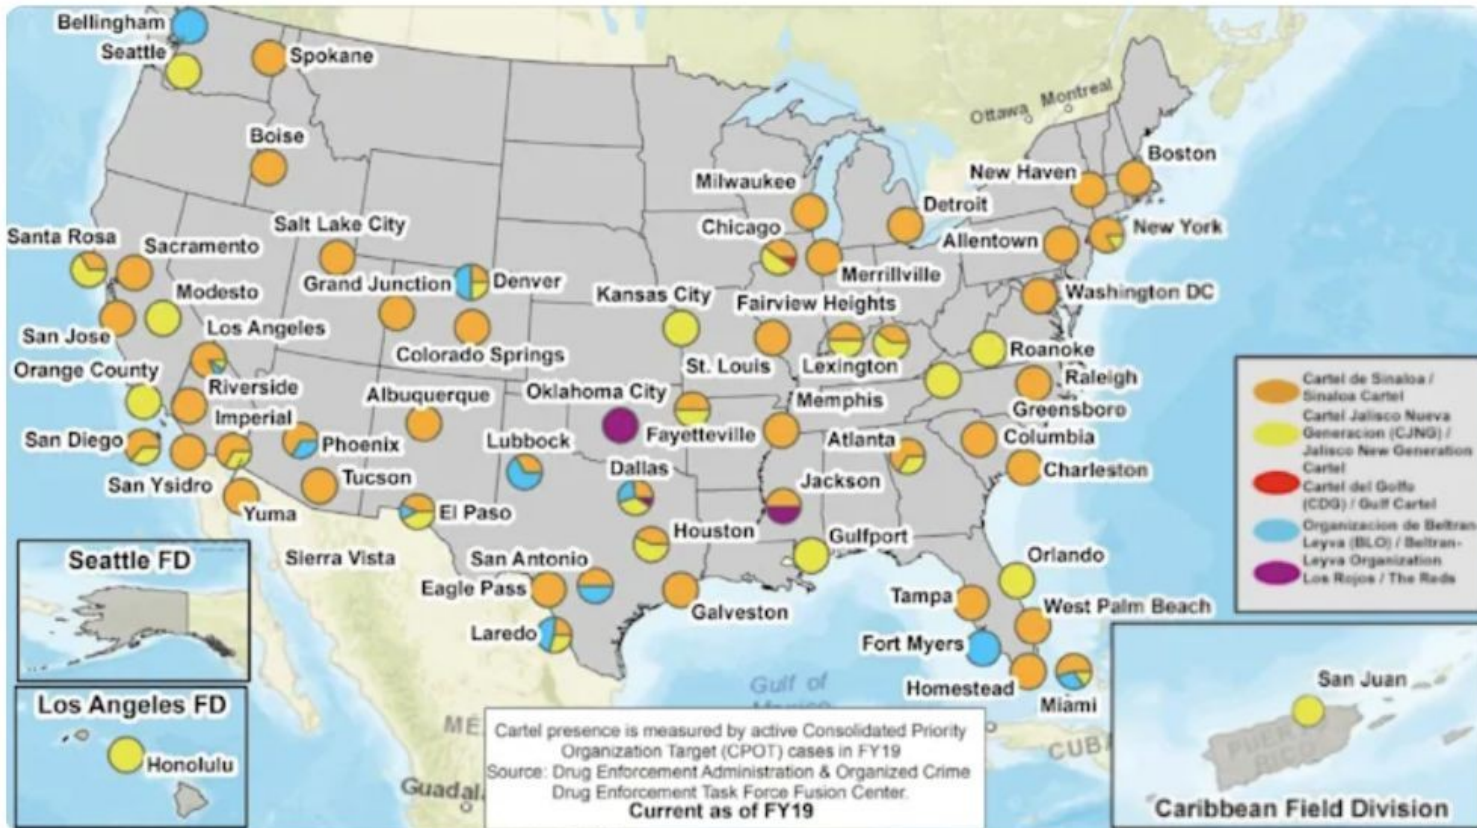 Bellingham
Seattle
Spokane
Boise
Ottawa
Montreal
Boston
New Haven
Milwaukee
Detroit
Chicago
New York
Allentown
Merrillville
Salt Lake City
Santa Rosa
Sacramento
Grand Junction
Denver
Washington DC
Modesto
Kansas City
Fairview Heights
San Jose
Los Angeles
Colorado Springs
St. Louis
Lexington
Roanoke
Orange County
Riverside
Albuquerque
Oklahoma City
Memphis
Raleigh
Greensboro
Imperial
San Diego
Phoenix
Lubbock
Fayetteville
Atlanta
Columbia
San Ysidro
Tucson
Dallas
Jackson
Charleston
Yuma
El Paso
Houston
Gulfport
Sierra Vista
San Antonio
Orlando
Eagle Pass
Galveston
Tampa
West Palm Beach
Laredo
Fort Myers
Homestead
Miami
Gulf of
MÉ
Guadal
CUBA
Cartel de Sinaloa /
Sinaloa Cartel
Cartel Jalisco Nueva
Generacion (CJNG) /
Jalisco New Generation
Cartel
Cartel del Golfo
(CDG) / Gulf Cartel
Organizacion de Beltran
Leyva (BLO) / Beltran-
Leyva Organization
Los Rojos / The Reds
Seattle FD
Los Angeles FD
Honolulu
Cartel presence is measured by active Consolidated Priority
Organization Target (CPOT) cases in FY19
Source: Drug Enforcement Administration & Organized Crime
Drug Enforcement Task Force Fusion Center.
Current as of FY19
San Juan
PUERTO
RICO
Caribbean Field Division